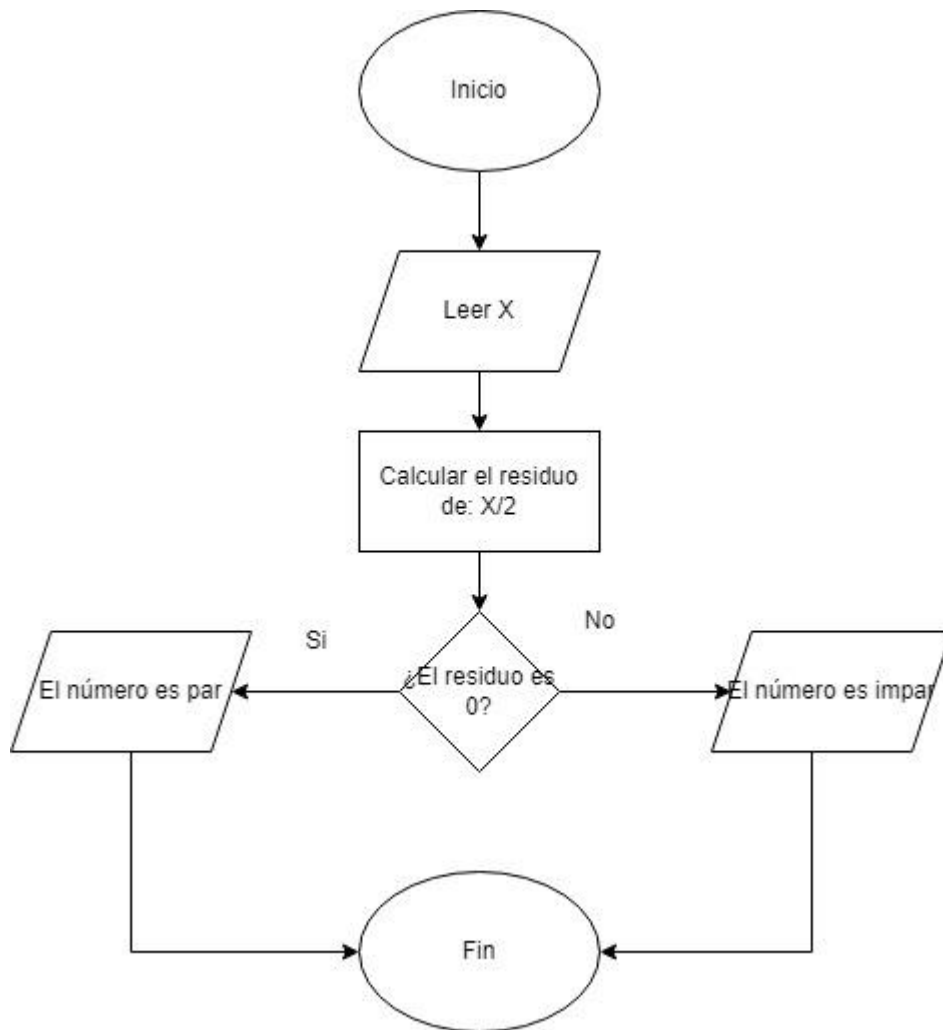 Inicio
Leer X
Calcular el residuo
de: X/2
Si
No
El número es par
¿El residuo es
0?
El número es impar
Fin